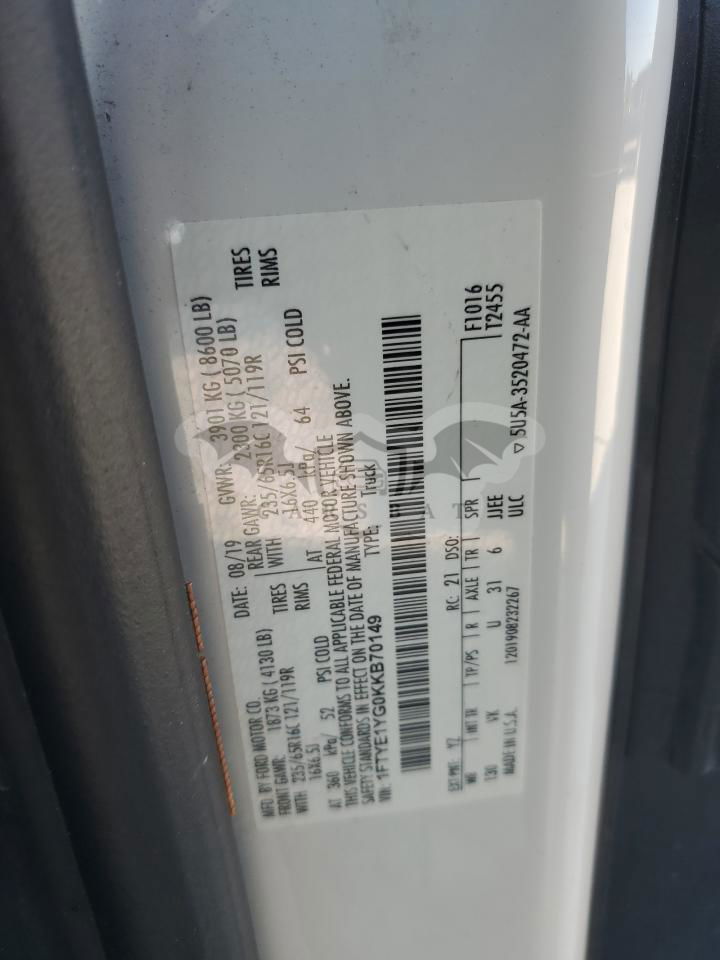 MFD. BY FORD MOTOR CO. DATE: 08/19 GVWR: 3901 KG ( 8600 LB)
FRONT GAWR: 1873 KG ( 4130 LB) REAR GAWR: 2300 KG ( 5070 LB)
WITH 235/65R16C 121/119R TIRES WITH 235/65R16C 121/119R TIRES
16X6.5J RIMS 16X6.5J RIMS
AT 360 kPa/ 52 PSI COLD AT 440 kPa/ 64 PSI COLD
THIS VEHICLE CONFORMS TO ALL APPLICABLE FEDERAL MOTOR VEHICLE
SAFETY STANDARDS IN EFFECT ON THE DATE OF MANUFACTURE SHOWN ABOVE.
VIN: 1FTYE1YG0KKB70149 TYPE: Truck
EXT PNT: YZ RC: 21 DSO: F1016
WB INT TR TP/PS R AXLE TR SPR T2455
130 VK U 31 6 JJEE
MADE IN U.S.A. 1201908232267 ULC ▽ 5U5A-3520472-AA